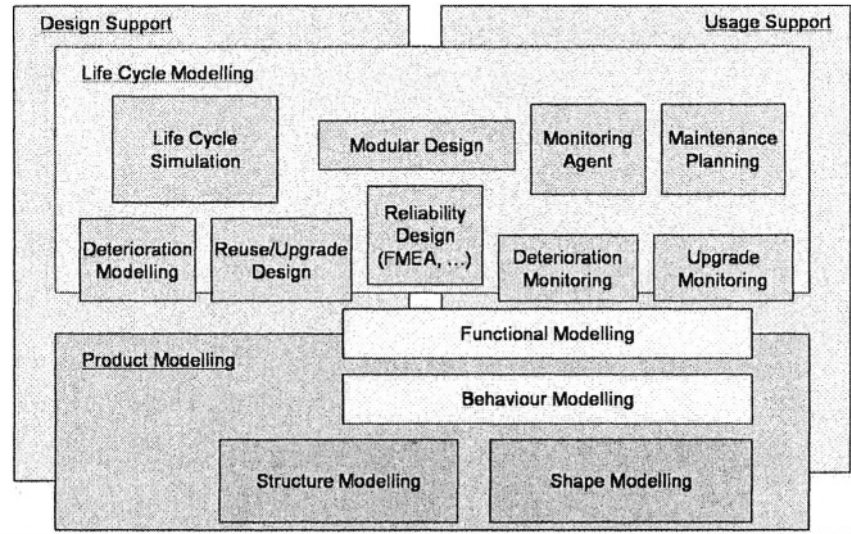 Design Support
Usage Support
Life Cycle Modelling
Life Cycle
Simulation
Modular Design
Monitoring
Agent
Maintenance
Planning
Deterioration
Modelling
Reuse/Upgrade
Design
Reliability
Design
(FMEA, ...)
Deterioration
Monitoring
Upgrade
Monitoring
Functional Modelling
Product Modelling
Behaviour Modelling
Structure Modelling
Shape Modelling